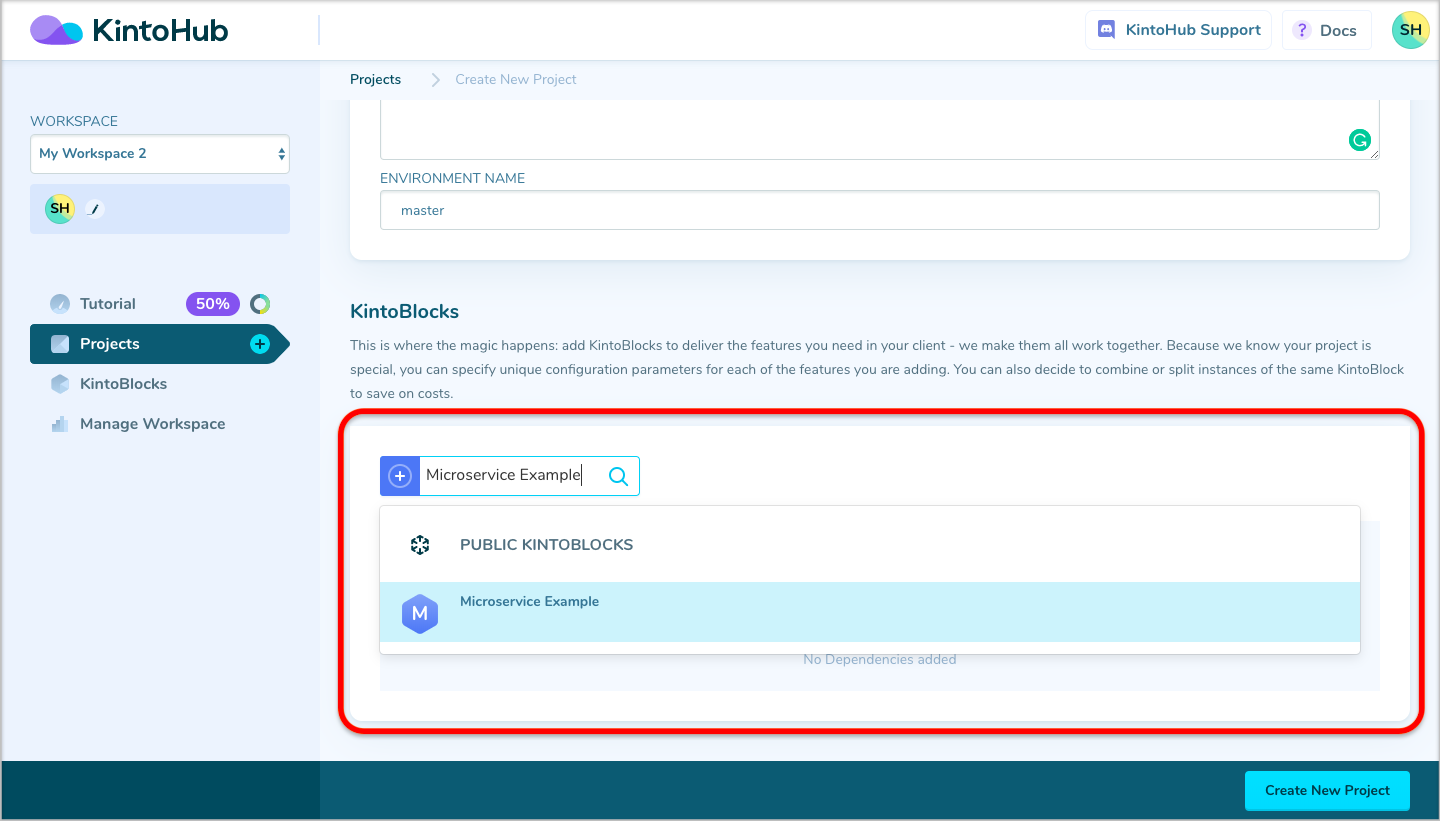 KintoHub
KintoHub Support
? Docs
SH
Projects
Create New Project
WORKSPACE
My Workspace 2
SH
Tutorial
50%
Projects
KintoBlocks
Manage Workspace
G
ENVIRONMENT NAME
master
KintoBlocks
This is where the magic happens: add KintoBlocks to deliver the features you need in your client - we make them all work together. Because we know your project is
special, you can specify unique configuration parameters for each of the features you are adding. You can also decide to combine or split instances of the same KintoBlock
to save on costs.
Microservice Example
PUBLIC KINTOBLOCKS
M
Microservice Example
No Dependencies added
Create New Project